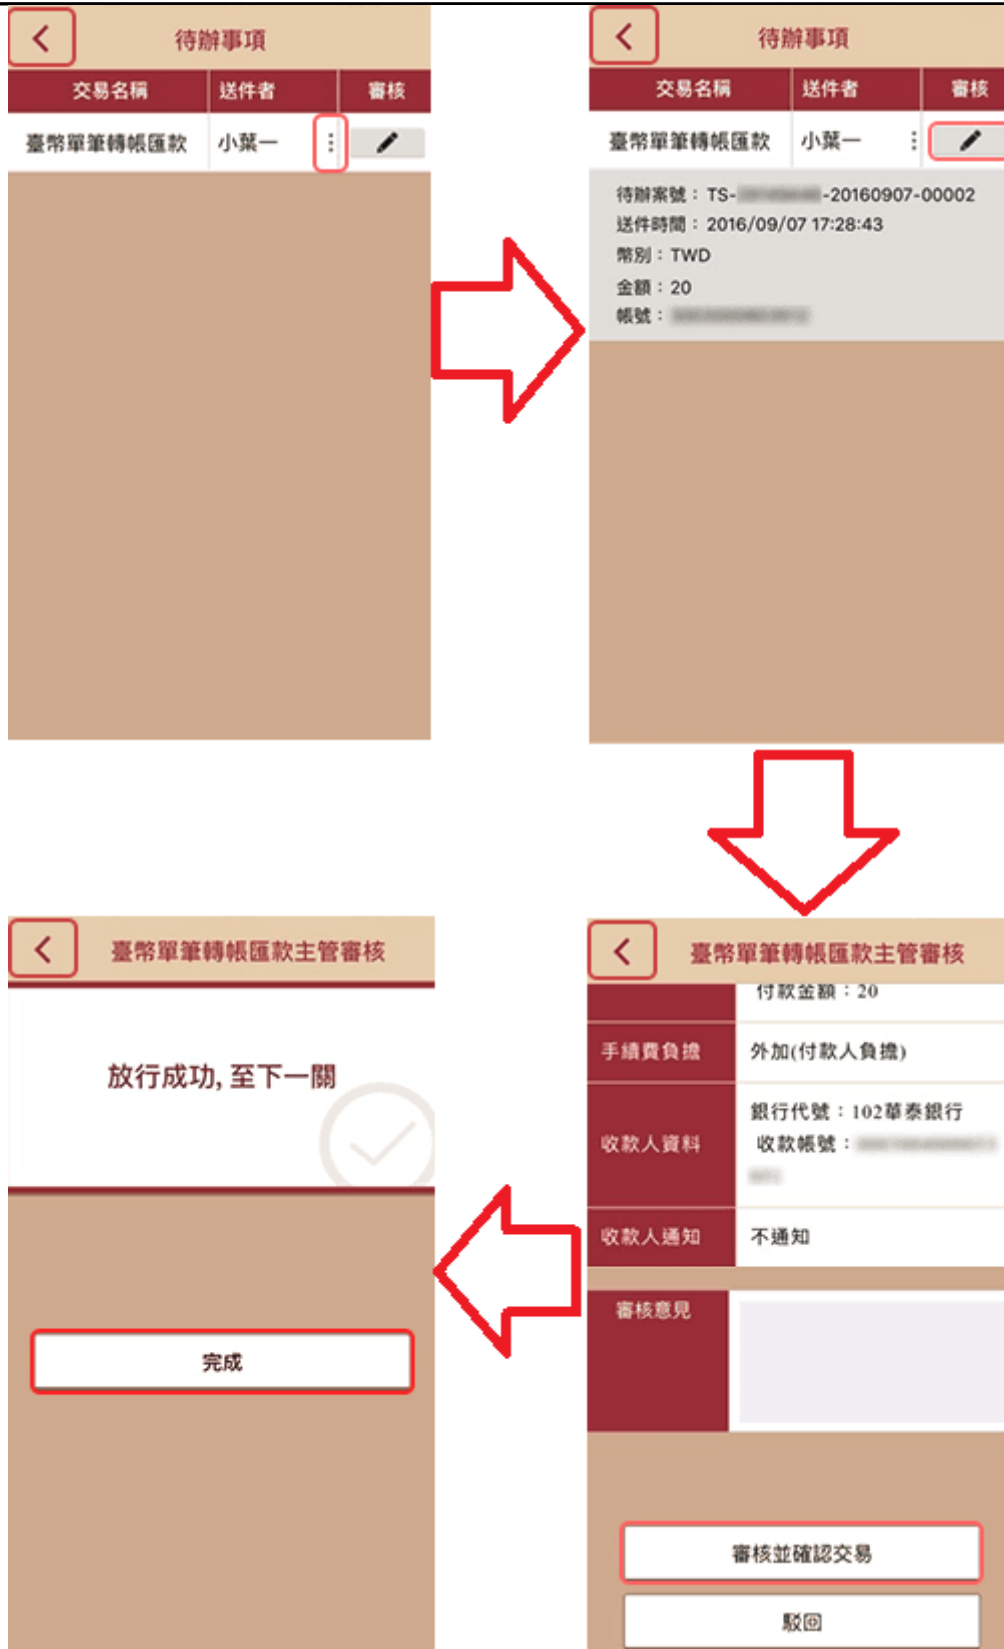 待辦事項
交易名稱 送件者 審核
臺幣單筆轉帳匯款 小葉一
待辦事項
交易名稱 送件者 審核
臺幣單筆轉帳匯款 小葉一
待辦案號：TS- -20160907-00002
送件時間：2016/09/07 17:28:43
幣別：TWD
金額：20
帳號：
臺幣單筆轉帳匯款主管審核
付款金額：20
手續費負擔 外加(付款人負擔)
收款人資料
銀行代號：102華泰銀行
收款帳號：
收款人通知 不通知
審核意見
審核並確認交易
駁回
臺幣單筆轉帳匯款主管審核
放行成功, 至下一關
完成